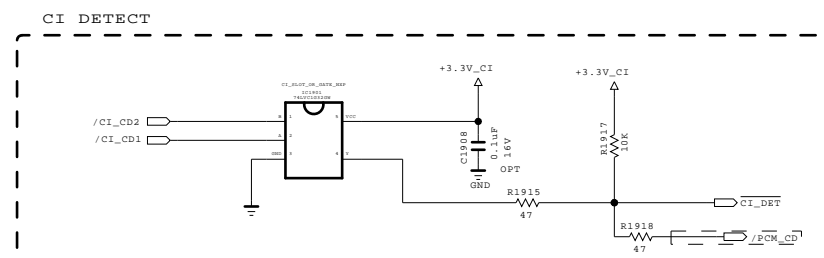 CI DETECT
+3.3V_CI
+3.3V_CI
CI_SLOT_OR_GATE_NXP
IC1901
74LVC1G32GW
/CI_CD2
B 1
5 VCC
/CI_CD1
A 2
GND 3
4 Y
C1908
0.1uF
16V
OPT
GND
R1917
10K
R1915
47
CI_DET
R1918
47
/PCM_CD